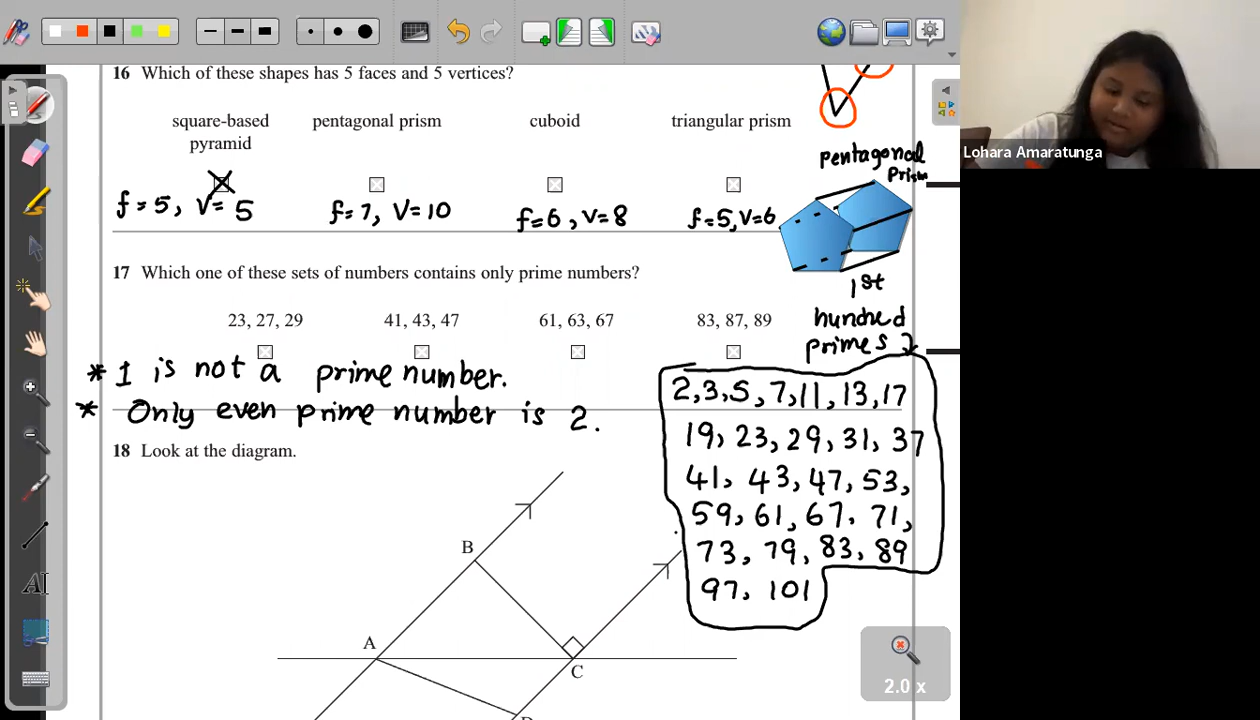 16 Which of these shapes has 5 faces and 5 vertices?
square-based pentagonal prism cuboid triangular prism
pyramid
f = 5, V= 5 f= 7, V= 10 f=6, V=8 f=5, V=6
pentagonal
Prism
17 Which one of these sets of numbers contains only prime numbers?
23, 27, 29 41, 43, 47 61, 63, 67 83, 87, 89
* 1 is not a prime number.
* Only even prime number is 2.
1st
hundred
primes
2, 3, 5, 7, 11, 13, 17
19, 23, 29, 31, 37
41, 43, 47, 53,
59, 61, 67, 71,
73, 79, 83, 89
97, 101
18 Look at the diagram.
B
A
C
Lohara Amaratunga
AI
2.0 x